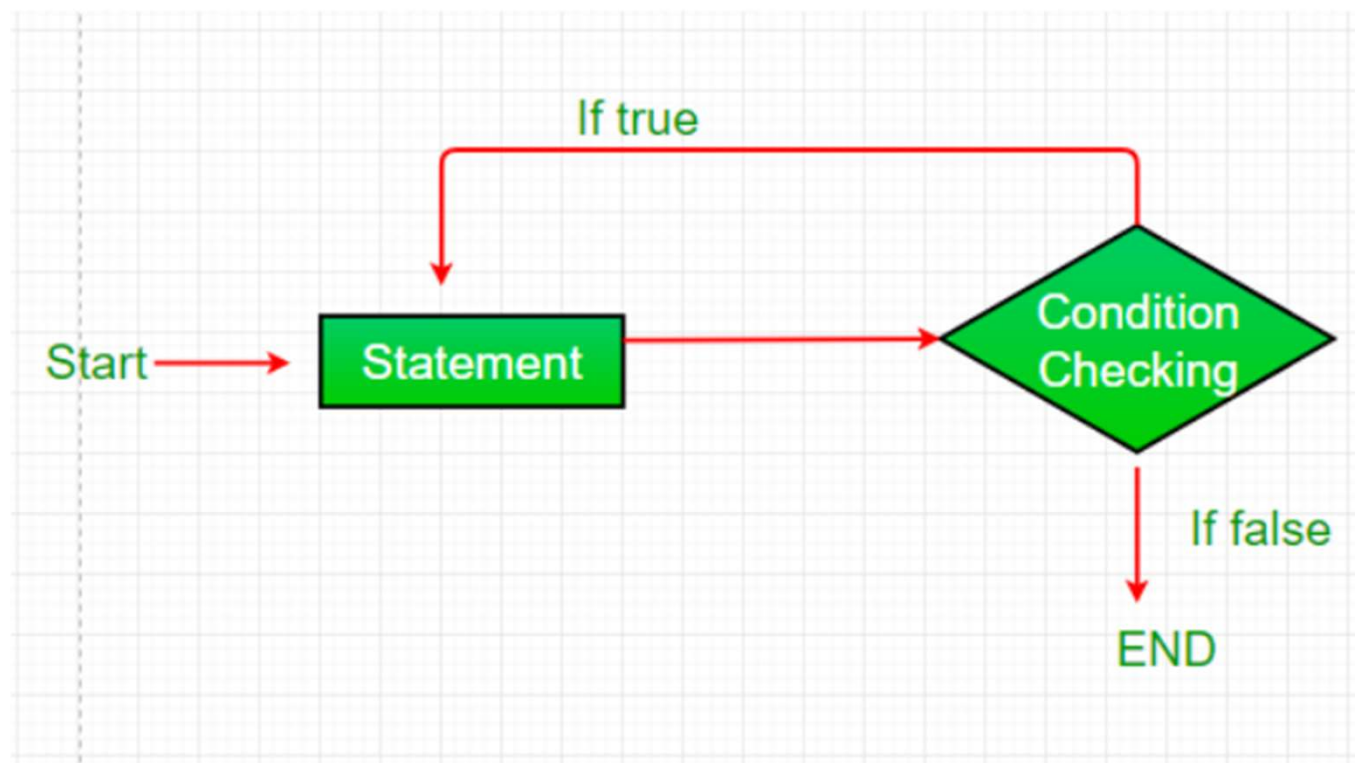 If true
Start
Statement
Condition
Checking
If false
END